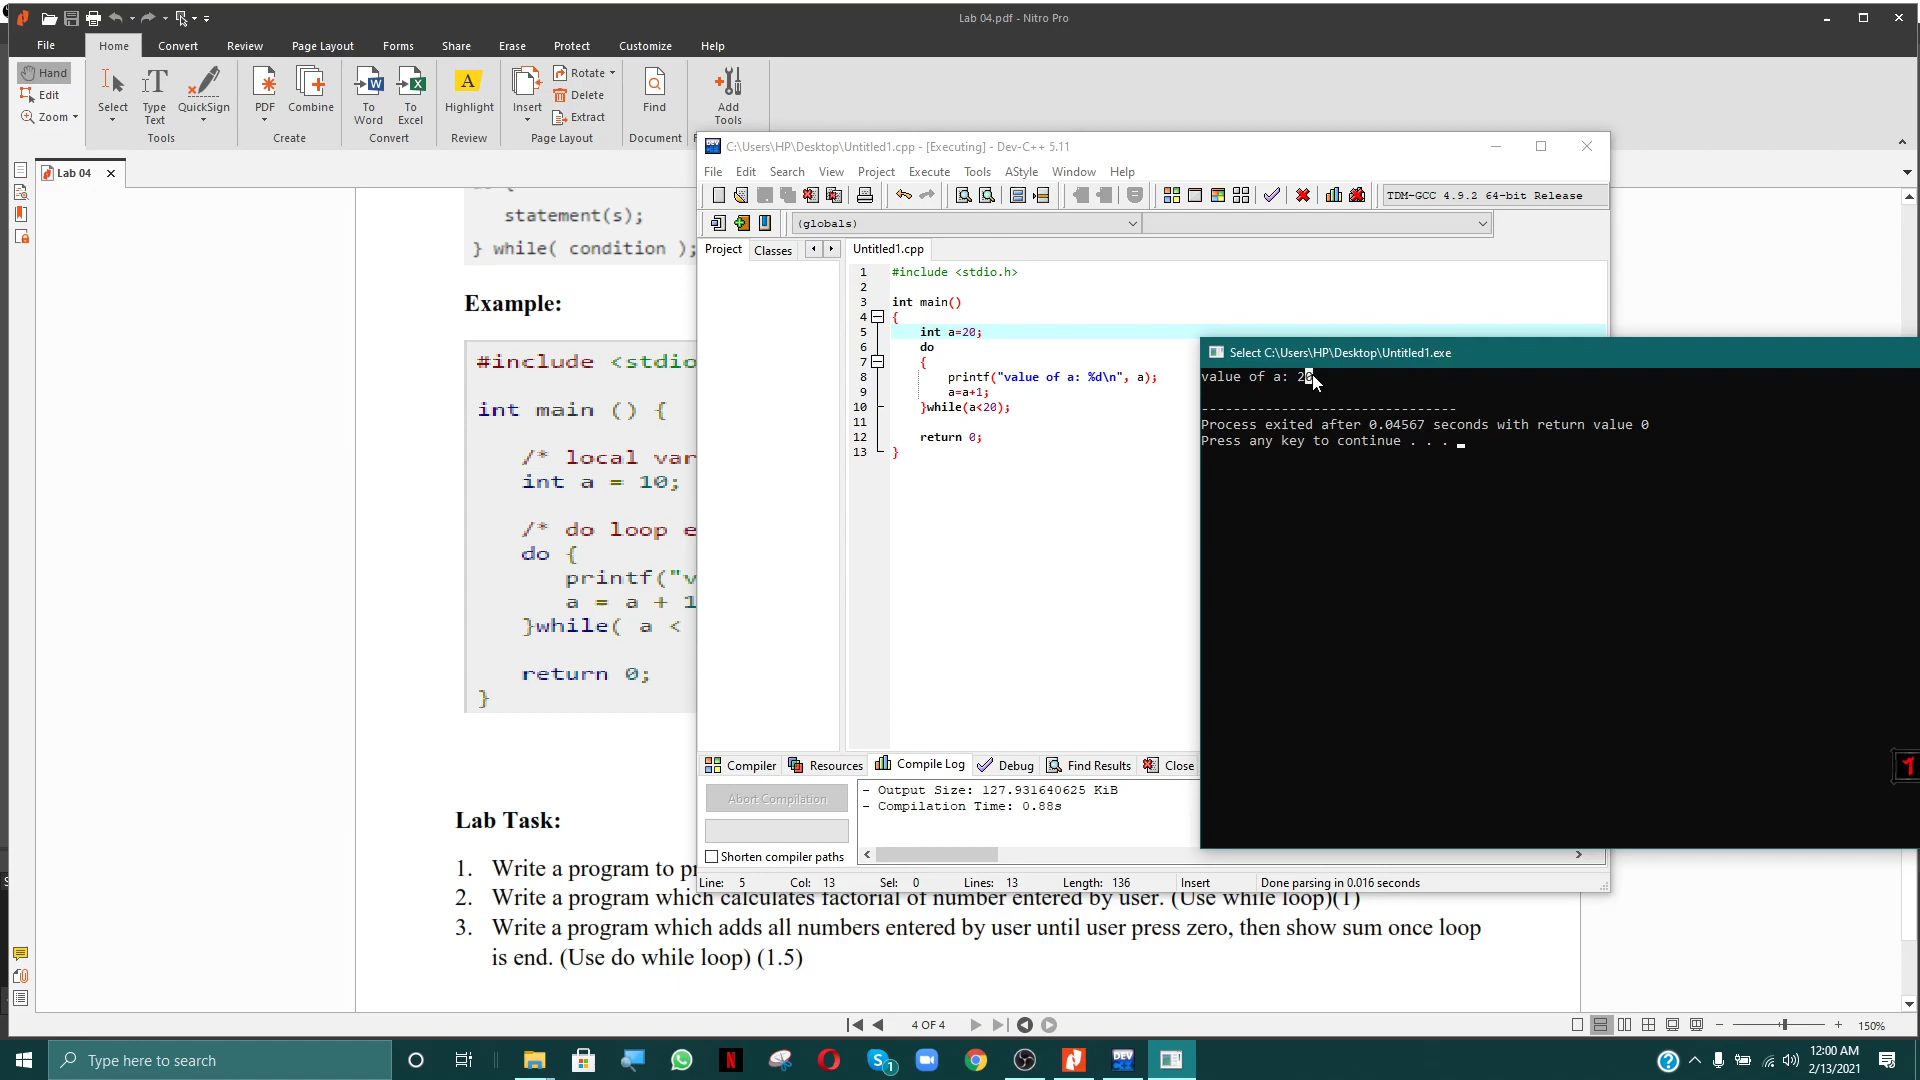 Lab 04.pdf - Nitro Pro
File Home Convert Review Page Layout Forms Share Erase Protect Customize Help
Hand
Edit
Zoom
Select
Type Text
QuickSign
PDF
Combine
To Word
To Excel
Highlight
Insert
Rotate
Delete
Extract
Find
Add Tools
Tools Create Convert Review Page Layout Document
Lab 04
statement(s);
} while( condition );
Example:
#include <stdio
int main () {
/* local var
int a = 10;
/* do loop e
do {
printf("v
a = a + 1
}while( a <
return 0;
}
Lab Task:
1. Write a program to pr
2. Write a program which calculates factorial of number entered by user. (Use while loop)(1)
3. Write a program which adds all numbers entered by user until user press zero, then show sum once loop
is end. (Use do while loop) (1.5)
C:\Users\HP\Desktop\Untitled1.cpp - [Executing] - Dev-C++ 5.11
File Edit Search View Project Execute Tools AStyle Window Help
TDM-GCC 4.9.2 64-bit Release
(globals)
Project Classes Untitled1.cpp
1 #include <stdio.h>
2
3 int main()
4 {
5 int a=20;
6 do
7 {
8 printf("value of a: %d\n", a);
9 a=a+1;
10 }while(a<20);
11
12 return 0;
13 }
Select C:\Users\HP\Desktop\Untitled1.exe
value of a: 20
--------------------------------
Process exited after 0.04567 seconds with return value 0
Press any key to continue . . .
Compiler Resources Compile Log Debug Find Results Close
Abort Compilation
Shorten compiler paths
- Output Size: 127.931640625 KiB
- Compilation Time: 0.88s
Line: 5 Col: 13 Sel: 0 Lines: 13 Length: 136 Insert Done parsing in 0.016 seconds
4 OF 4
150%
Type here to search
12:00 AM
2/13/2021